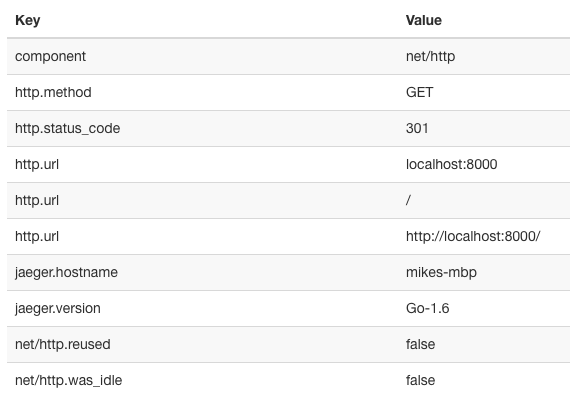 Key Value
component net/http
http.method GET
http.status_code 301
http.url localhost:8000
http.url /
http.url http://localhost:8000/
jaeger.hostname mikes-mbp
jaeger.version Go-1.6
net/http.reused false
net/http.was_idle false